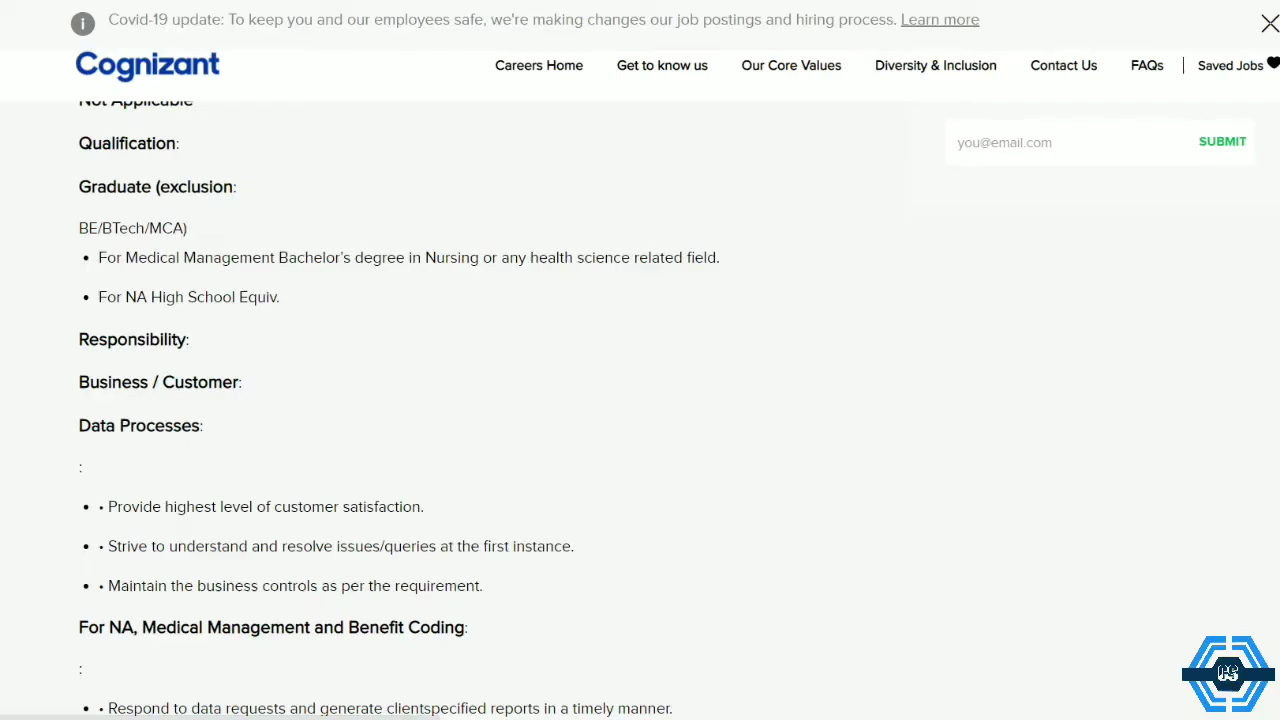 Covid-19 update: To keep you and our employees safe, we're making changes our job postings and hiring process. Learn more
Cognizant
Careers Home Get to know us Our Core Values Diversity & Inclusion Contact Us FAQs | Saved Jobs
Not Applicable
Qualification:
SUBMIT
you@email.com
Graduate (exclusion:
BE/BTech/MCA)
• For Medical Management Bachelor's degree in Nursing or any health science related field.
• For NA High School Equiv.
Responsibility:
Business / Customer:
Data Processes:
:
• • Provide highest level of customer satisfaction.
• • Strive to understand and resolve issues/queries at the first instance.
• • Maintain the business controls as per the requirement.
For NA, Medical Management and Benefit Coding:
:
GS
• • Respond to data requests and generate clientspecified reports in a timely manner.